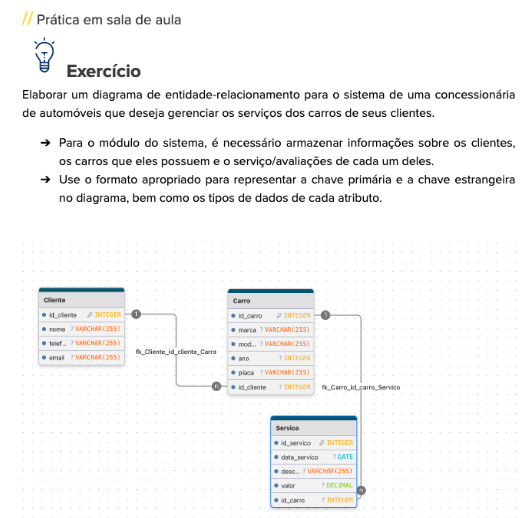 // Prática em sala de aula
Exercício
Elaborar um diagrama de entidade-relacionamento para o sistema de uma concessionária
de automóveis que deseja gerenciar os serviços dos carros de seus clientes.
➔ Para o módulo do sistema, é necessário armazenar informações sobre os clientes,
os carros que eles possuem e o serviço/avaliações de cada um deles.
➔ Use o formato apropriado para representar a chave primária e a chave estrangeira
no diagrama, bem como os tipos de dados de cada atributo.
Cliente
id_cliente INTEGER
nome ? VARCHAR(255)
telef... ? VARCHAR(255)
email ? VARCHAR(255)
1
fk_Cliente_id_cliente_Carro
n
Carro
id_carro INTEGER
marca ? VARCHAR(255)
mod... ? VARCHAR(255)
ano ? INTEGER
placa ? VARCHAR(255)
id_cliente ? INTEGER
1
fk_Carro_id_carro_Servico
n
Servico
id_servico INTEGER
data_servico ? DATE
desc... ? VARCHAR(255)
valor ? DECIMAL
id_carro ? INTEGER